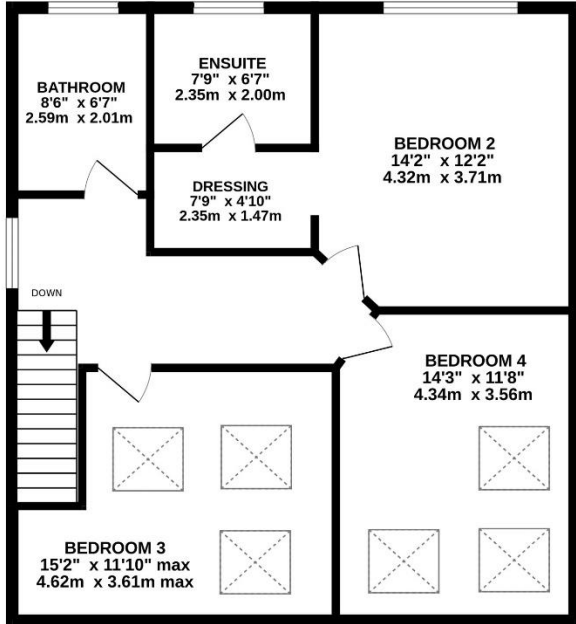 BATHROOM
8'6" x 6'7"
2.59m x 2.01m
ENSUITE
7'9" x 6'7"
2.35m x 2.00m
DRESSING
7'9" x 4'10"
2.35m x 1.47m
BEDROOM 2
14'2" x 12'2"
4.32m x 3.71m
DOWN
BEDROOM 4
14'3" x 11'8"
4.34m x 3.56m
BEDROOM 3
15'2" x 11'10" max
4.62m x 3.61m max